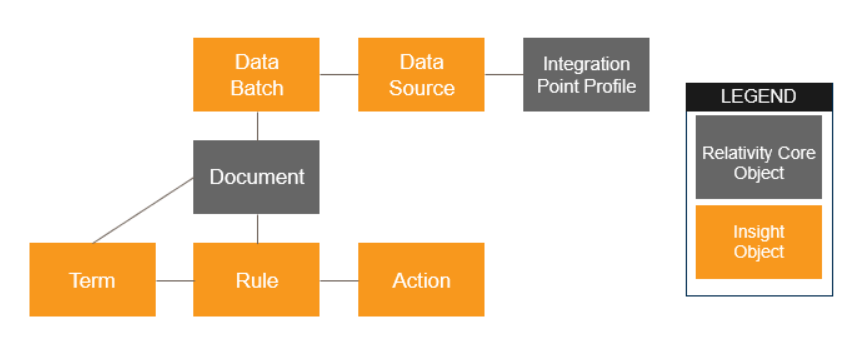 Data
Batch
Data
Source
Integration
Point Profile
Document
Term
Rule
Action
LEGEND
Relativity Core
Object
Insight
Object